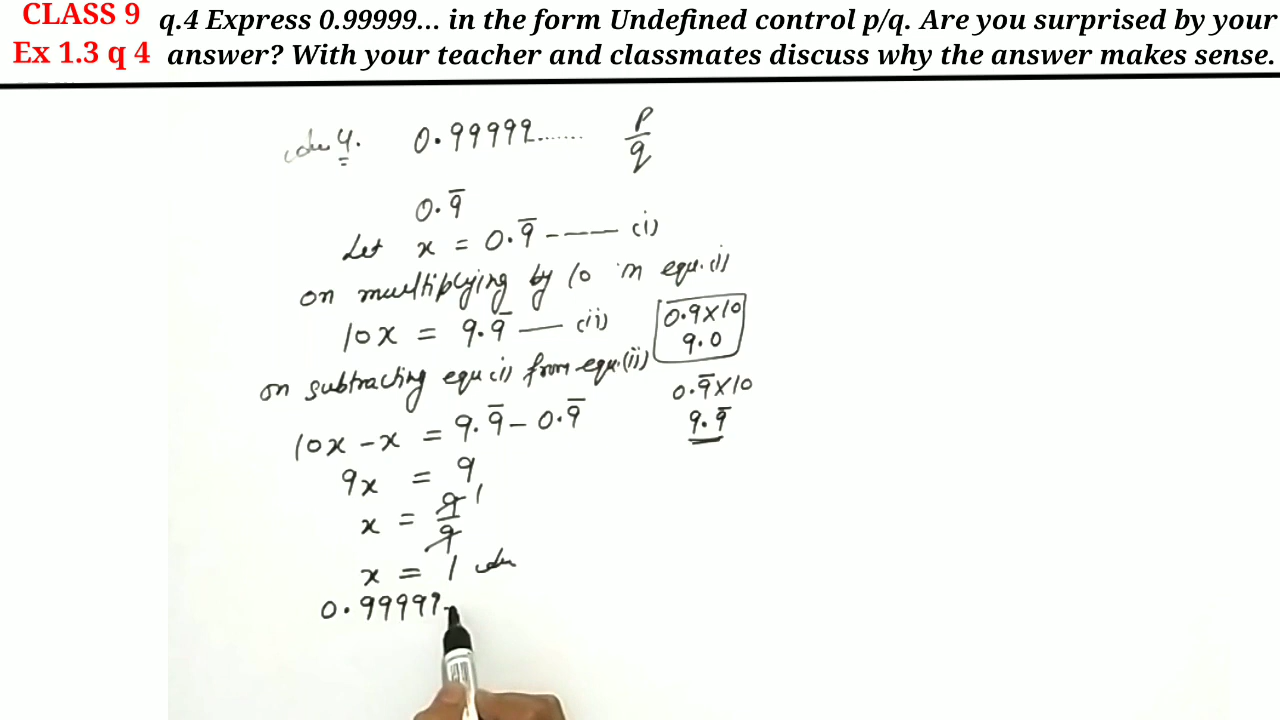 CLASS 9
Ex 1.3 q 4
q.4 Express 0.99999... in the form Undefined control p/q. Are you surprised by your
answer? With your teacher and classmates discuss why the answer makes sense.
4. 0.99999....... p/q
0.9̅
Let x = 0.9̅ ---- (i)
on multiplying by 10 in equ.(i)
10x = 9.9̅ — (ii)
0.9×10
9.0
on subtracting equ (i) from equ.(ii)
0.9̅×10
9.9̅
10x - x = 9.9̅ - 0.9̅
9x = 9
x = 9/9 1
x = 1
0.99999